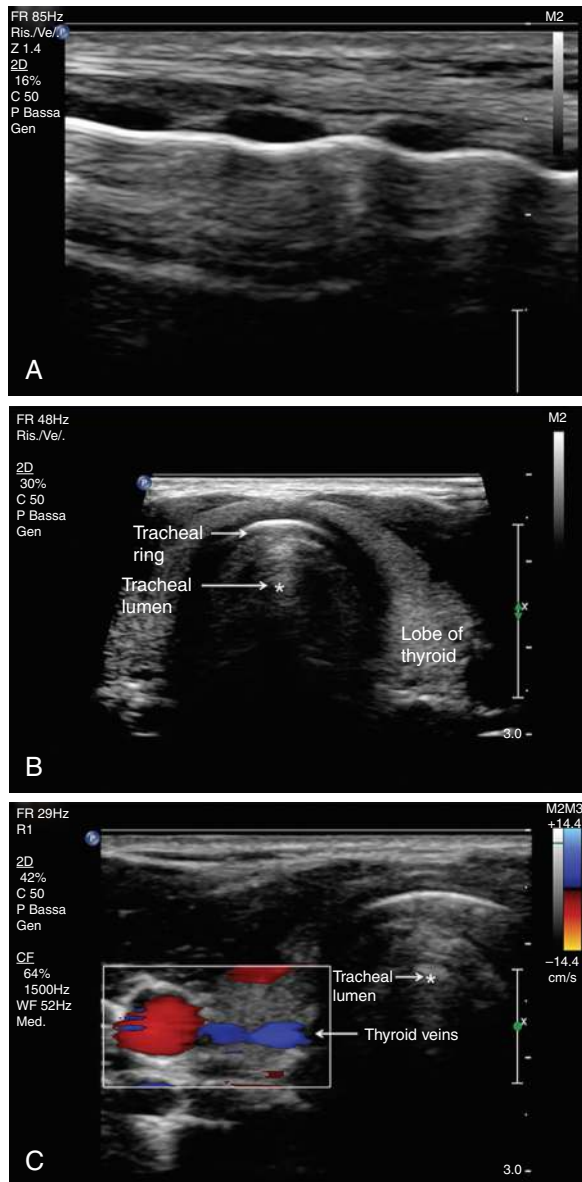 FR 85Hz
Ris./Ve/.
Z 1.4
2D
16%
C 50
P Bassa
Gen
M2
P
A
FR 48Hz
Ris./Ve/.
2D
30%
C 50
P Bassa
Gen
M2
P
Tracheal
ring
Tracheal
lumen
*
Lobe of
thyroid
x
3.0
B
FR 29Hz
R1
2D
42%
C 50
P Bassa
Gen
CF
64%
1500Hz
WF 52Hz
Med.
M2M3
+14.4
-14.4
cm/s
P
Tracheal
lumen
*
x
Thyroid veins
3.0
C